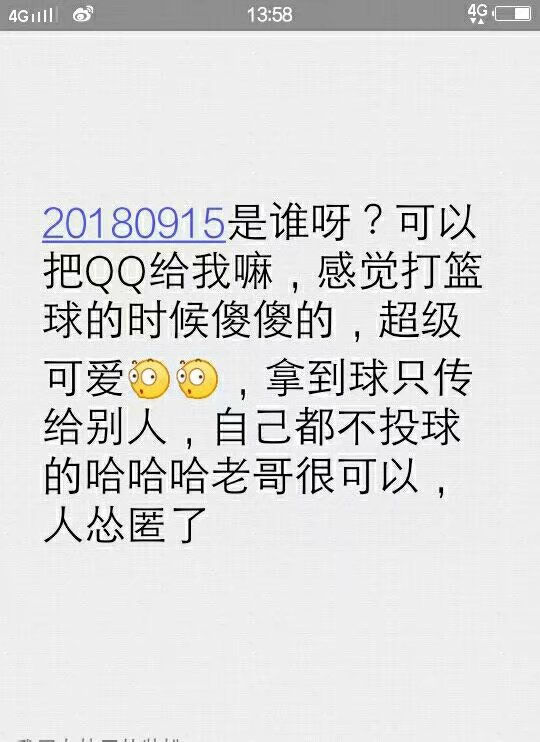 4G
13:58
4G
20180915是谁呀？可以
把QQ给我嘛，感觉打篮
球的时候傻傻的，超级
可爱，拿到球只传
给别人，自己都不投球
的哈哈哈老哥很可以，
人怂匿了